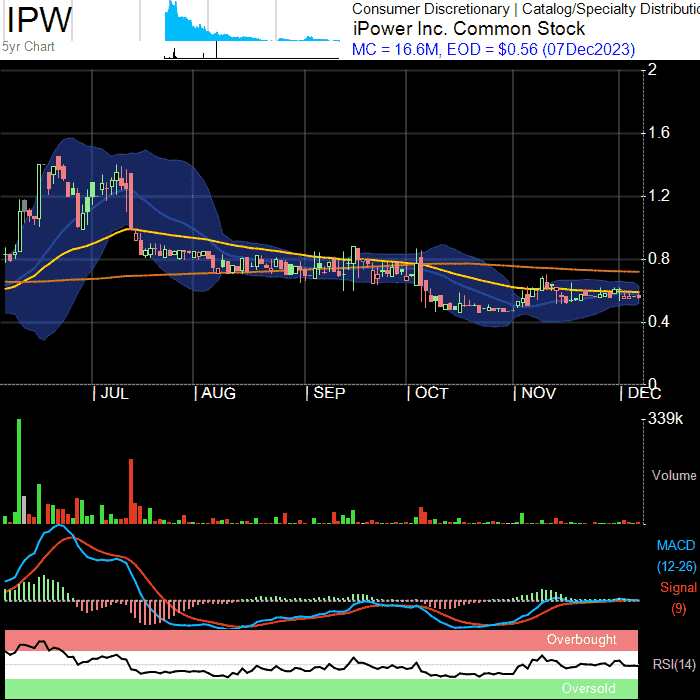 IPW
5yr Chart
Consumer Discretionary | Catalog/Specialty Distributio
iPower Inc. Common Stock
MC = 16.6M, EOD = $0.56 (07Dec2023)
2
1.6
1.2
0.8
0.4
0
| JUL | AUG | SEP | OCT | NOV | DEC
339k
Volume
MACD
(12-26)
Signal
(9)
Overbought
RSI(14)
Oversold